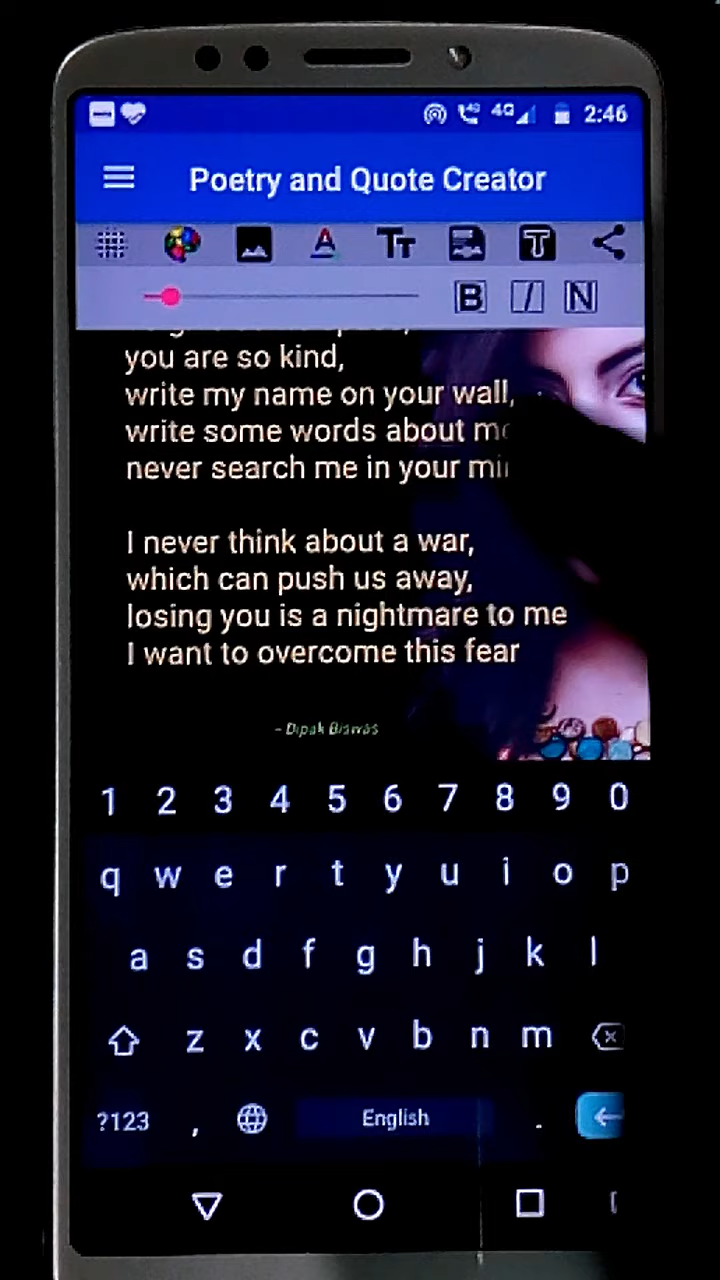 2:46
4G
Poetry and Quote Creator
A TT T
B I N
you are so kind,
write my name on your wall,
write some words about
never search me in your
I never think about a war,
which can push us away,
losing you is a nightmare to me
I want to overcome this fear
- Dipak Biswas
1 2 3 4 5 6 7 8 9 0
q w e r t y u i o p
a s d f g h j k l
z x c v b n m
?123 , English .